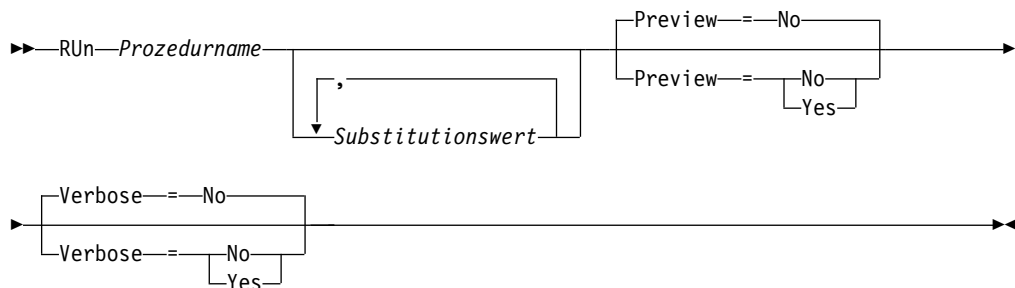 Preview = No
RUn Prozedurname
Preview = No
Yes
,
Substitutionswert
Verbose = No
Verbose = No
Yes